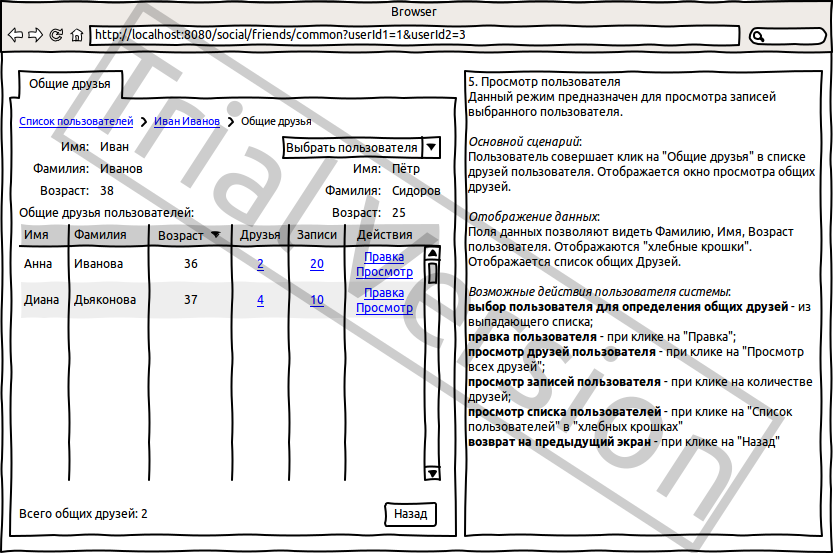 Browser
http://localhost:8080/social/friends/common?userId1=1&userId2=3
Общие друзья
Список пользователей > Иван Иванов > Общие друзья
Имя: Иван
Выбрать пользователя
Фамилия: Иванов
Имя: Пётр
Возраст: 38
Фамилия: Сидоров
Общие друзья пользователей:
Возраст: 25
Имя Фамилия Возраст Друзья Записи Действия
Анна Иванова 36 2 20 Правка
Просмотр
Диана Дьяконова 37 4 10 Правка
Просмотр
Всего общих друзей: 2
Назад
5. Просмотр пользователя
Данный режим предназначен для просмотра записей
выбранного пользователя.
Основной сценарий:
Пользователь совершает клик на "Общие друзья" в списке
друзей пользователя. Отображается окно просмотра общих
друзей.
Отображение данных:
Поля данных позволяют видеть Фамилию, Имя, Возраст
пользователя. Отображаются "хлебные крошки".
Отображается список общих Друзей.
Возможные действия пользователя системы:
выбор пользователя для определения общих друзей - из
выпадающего списка;
правка пользователя - при клике на "Правка";
просмотр друзей пользователя - при клике на "Просмотр
всех друзей";
просмотр записей пользователя - при клике на количестве
друзей;
просмотр списка пользователей - при клике на "Список
пользователей" в "хлебных крошках"
возврат на предыдущий экран - при клике на "Назад"
Trial Version